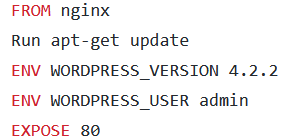 FROM nginx
Run apt-get update
ENV WORDPRESS_VERSION 4.2.2
ENV WORDPRESS_USER admin
EXPOSE 80